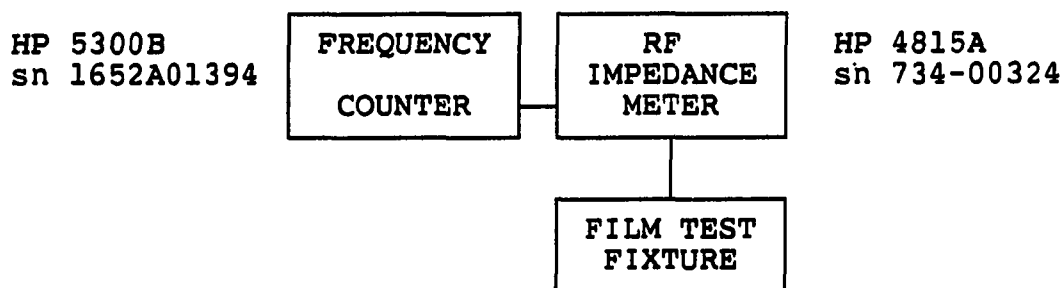 HP 5300B
sn 1652A01394
FREQUENCY
COUNTER
RF
IMPEDANCE
METER
HP 4815A
sn 734-00324
FILM TEST
FIXTURE